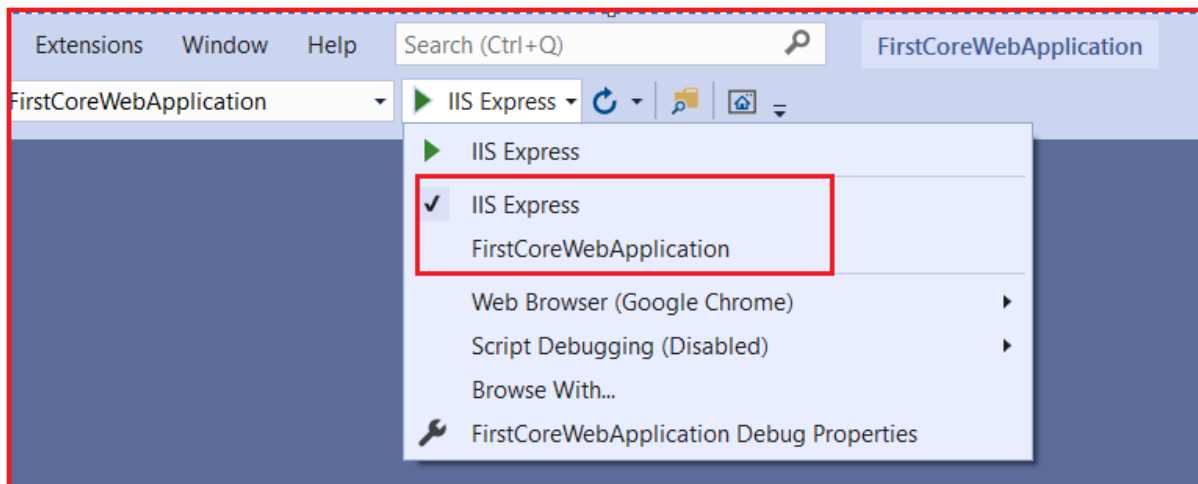 Extensions Window Help Search (Ctrl+Q) FirstCoreWebApplication
FirstCoreWebApplication IIS Express
IIS Express
IIS Express
FirstCoreWebApplication
Web Browser (Google Chrome)
Script Debugging (Disabled)
Browse With...
FirstCoreWebApplication Debug Properties